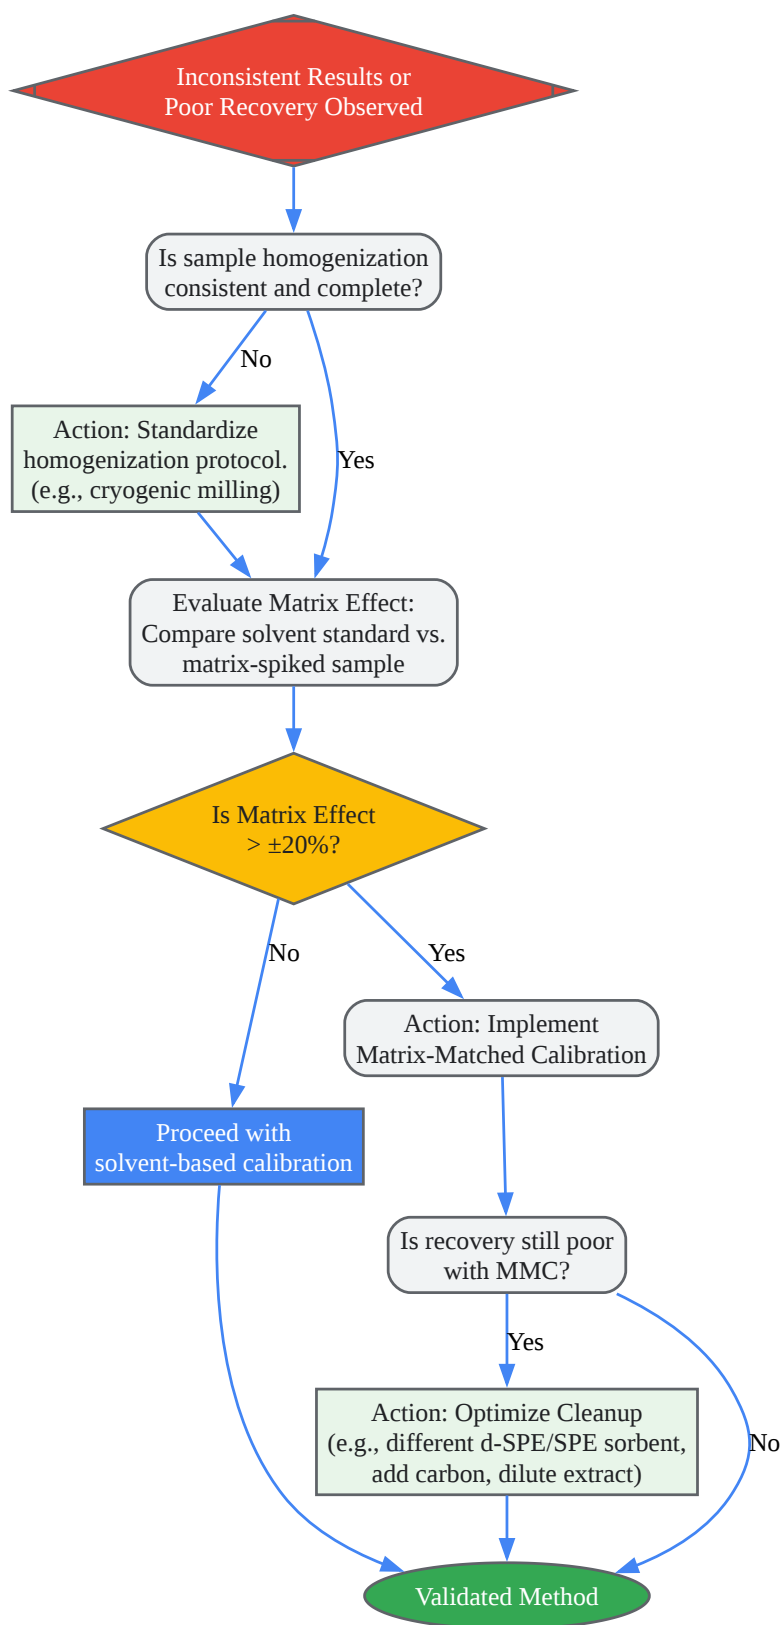 Inconsistent Results or
Poor Recovery Observed
Is sample homogenization
consistent and complete?
No
Action: Standardize
homogenization protocol.
(e.g., cryogenic milling)
Yes
Evaluate Matrix Effect:
Compare solvent standard vs.
matrix-spiked sample
Is Matrix Effect
> ±20%?
No
Yes
Action: Implement
Matrix-Matched Calibration
Proceed with
solvent-based calibration
Is recovery still poor
with MMC?
Yes
Action: Optimize Cleanup
(e.g., different d-SPE/SPE sorbent,
add carbon, dilute extract)
No
Validated Method